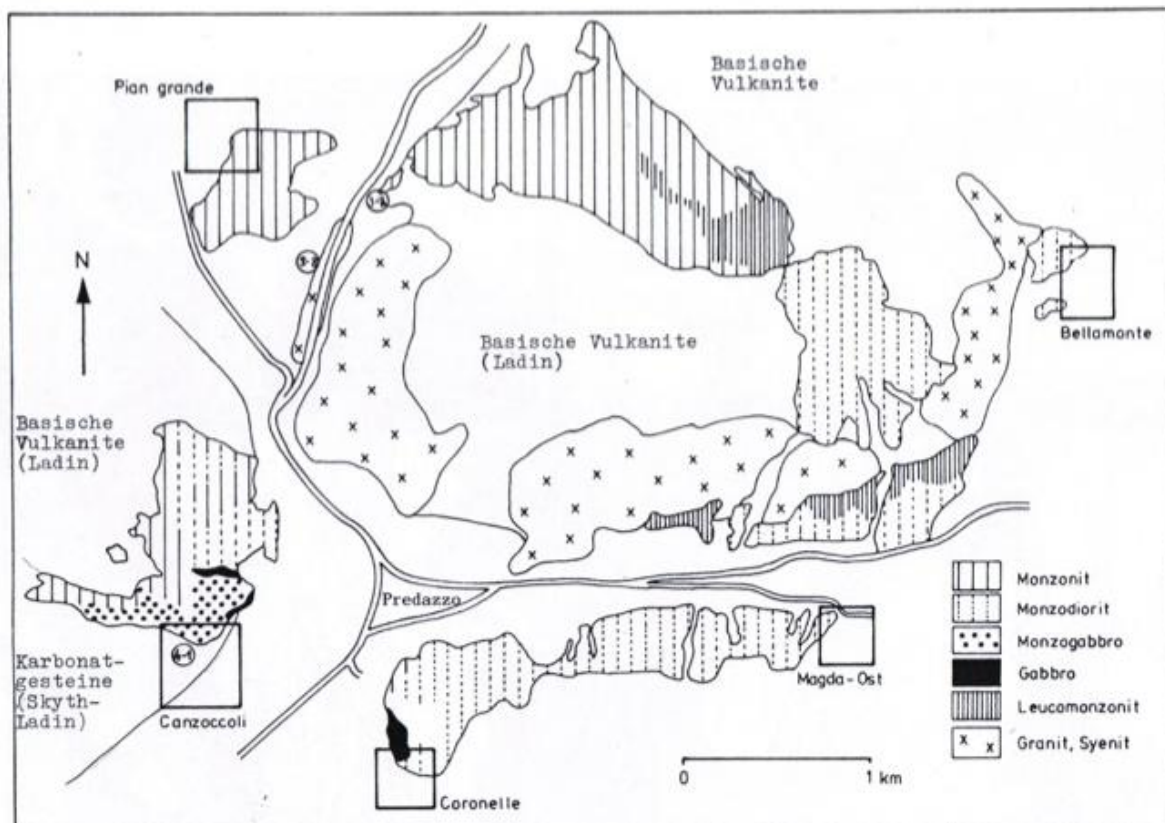 Pian grande
Basische
Vulkanite
N
Bellamonte
Basische Vulkanite
(Ladin)
Basische
Vulkanite
(Ladin)
Predazzo
Karbonat-
gesteine
(Skyth-
Ladin)
Canzoccoli
Magda-Ost
Coronelle
0 1 km
Monzonit
Monzodiorit
Monzogabbro
Gabbro
Leucomonzonit
Granit, Syenit